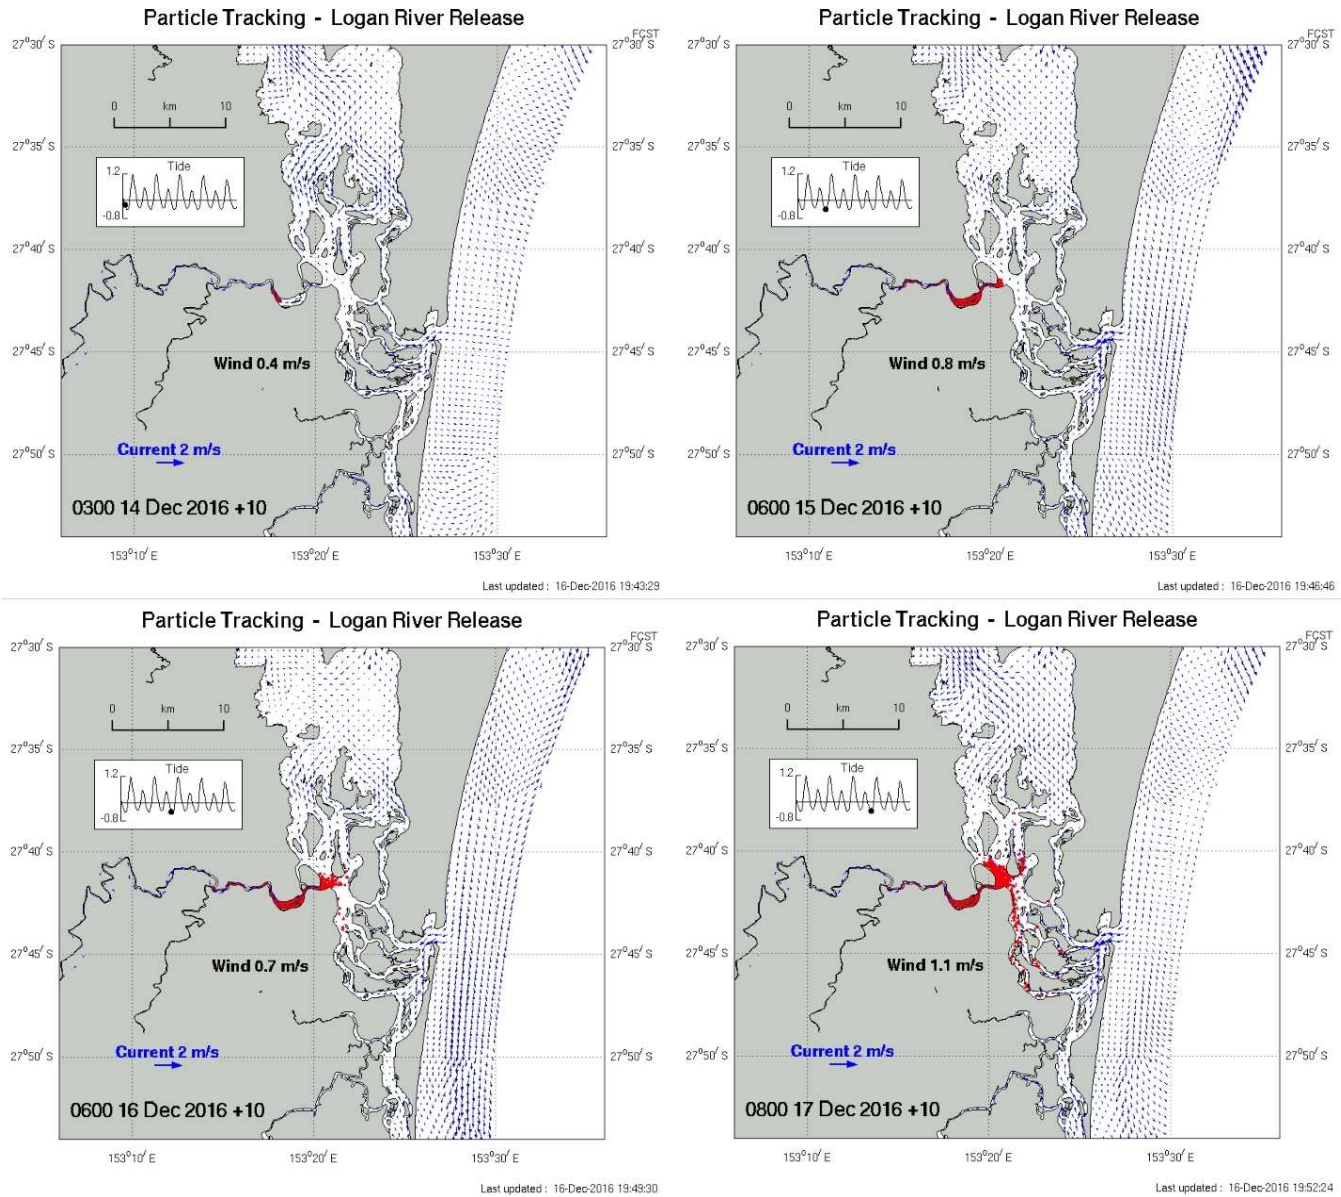 Particle Tracking - Logan River Release
FCST
27°30′ S
27°30′ S
0 km 10
27°35′ S
27°35′ S
Tide
1.2
-0.8
27°40′ S
27°40′ S
27°45′ S
27°45′ S
Wind 0.4 m/s
Current 2 m/s
27°50′ S
0300 14 Dec 2016 +10
153°10′ E
153°20′ E
153°30′ E
Last updated : 16-Dec-2016 19:43:29
Particle Tracking - Logan River Release
FCST
27°30′ S
27°30′ S
0 km 10
27°35′ S
27°35′ S
Tide
1.2
-0.8
27°40′ S
27°40′ S
27°45′ S
27°45′ S
Wind 0.8 m/s
Current 2 m/s
27°50′ S
27°50′ S
0600 15 Dec 2016 +10
153°10′ E
153°20′ E
153°30′ E
Last updated : 16-Dec-2016 19:46:46
Particle Tracking - Logan River Release
FCST
27°30′ S
27°30′ S
0 km 10
27°35′ S
27°35′ S
Tide
1.2
-0.8
27°40′ S
27°40′ S
27°45′ S
27°45′ S
Wind 0.7 m/s
Current 2 m/s
27°50′ S
0600 16 Dec 2016 +10
153°10′ E
153°20′ E
153°30′ E
Last updated : 16-Dec-2016 19:49:30
Particle Tracking - Logan River Release
FCST
27°30′ S
27°30′ S
0 km 10
27°35′ S
27°35′ S
Tide
1.2
-0.8
27°40′ S
27°40′ S
27°45′ S
27°45′ S
Wind 1.1 m/s
Current 2 m/s
27°50′ S
27°50′ S
0800 17 Dec 2016 +10
153°10′ E
153°20′ E
153°30′ E
Last updated : 16-Dec-2016 19:52:24